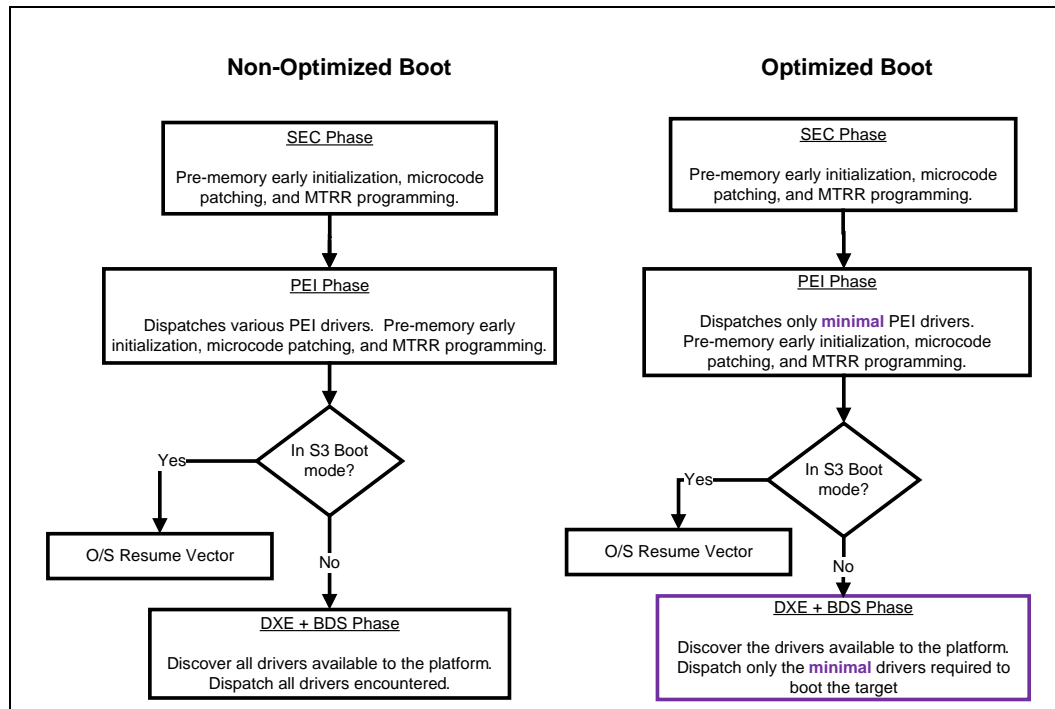 Non-Optimized Boot
SEC Phase
Pre-memory early initialization, microcode
patching, and MTRR programming.
PEI Phase
Dispatches various PEI drivers. Pre-memory early
initialization, microcode patching, and MTRR programming.
In S3 Boot
mode?
Yes
O/S Resume Vector
No
DXE + BDS Phase
Discover all drivers available to the platform.
Dispatch all drivers encountered.
Optimized Boot
SEC Phase
Pre-memory early initialization, microcode
patching, and MTRR programming.
PEI Phase
Dispatches only minimal PEI drivers.
Pre-memory early initialization, microcode
patching, and MTRR programming.
In S3 Boot
mode?
Yes
O/S Resume Vector
No
DXE + BDS Phase
Discover the drivers available to the platform.
Dispatch only the minimal drivers required to
boot the target